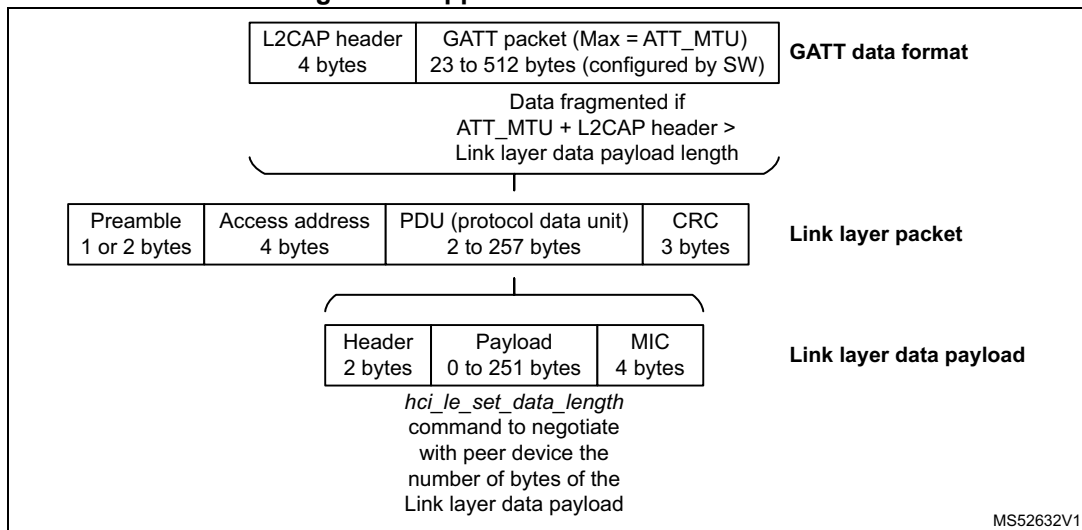 L2CAP header
4 bytes
GATT packet (Max = ATT_MTU)
23 to 512 bytes (configured by SW)
GATT data format
Data fragmented if
ATT_MTU + L2CAP header >
Link layer data payload length
Preamble
1 or 2 bytes
Access address
4 bytes
PDU (protocol data unit)
2 to 257 bytes
CRC
3 bytes
Link layer packet
Header
2 bytes
Payload
0 to 251 bytes
MIC
4 bytes
Link layer data payload
hci_le_set_data_length
command to negotiate
with peer device the
number of bytes of the
Link layer data payload
MS52632V1